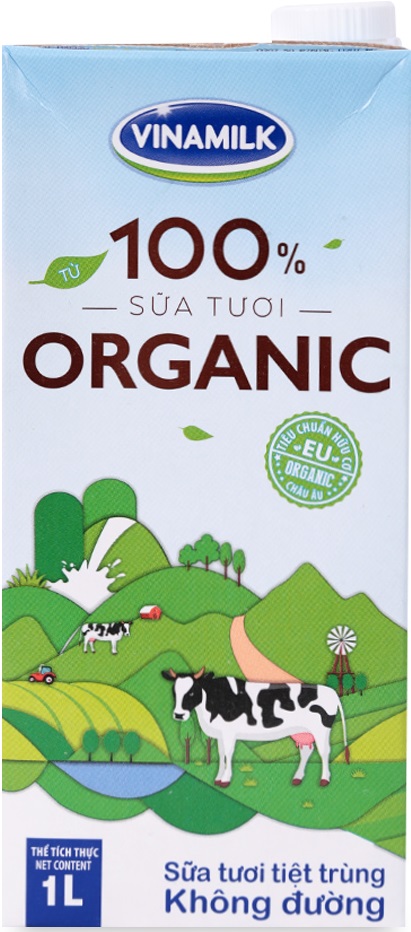 VINAMILK
TỪ
100%
SỮA TƯƠI
ORGANIC
TIÊU CHUẨN HỮU CƠ
EU
ORGANIC
CHÂU ÂU
THỂ TÍCH THỰC
NET CONTENT
1L
Sữa tươi tiệt trùng
Không đường